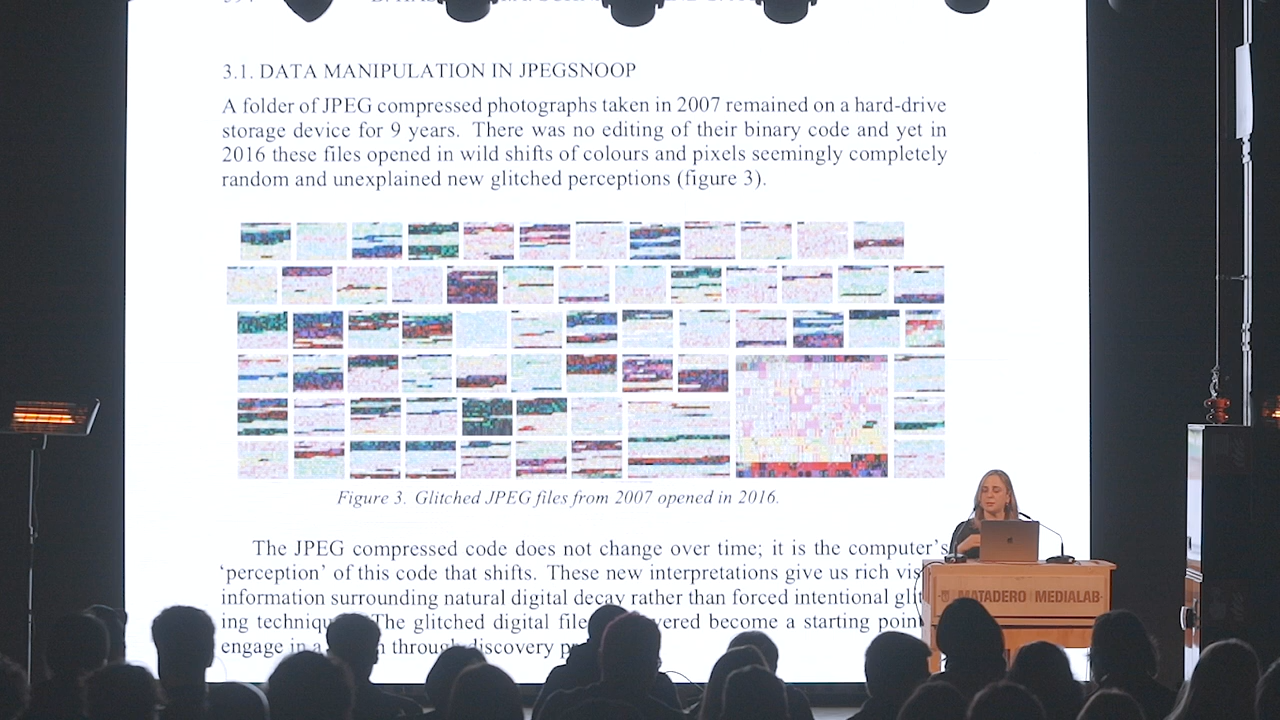 3.1. DATA MANIPULATION IN JPEGSNOOP
A folder of JPEG compressed photographs taken in 2007 remained on a hard-drive
storage device for 9 years. There was no editing of their binary code and yet in
2016 these files opened in wild shifts of colours and pixels seemingly completely
random and unexplained new glitched perceptions (figure 3).
Figure 3. Glitched JPEG files from 2007 opened in 2016.
The JPEG compressed code does not change over time; it is the computer's
'perception' of this code that shifts. These new interpretations give us rich
information surrounding natural digital decay rather than forced intentional
ing The glitched digital become a starting
engage in a through discovery
MATADERO MEDIALAB